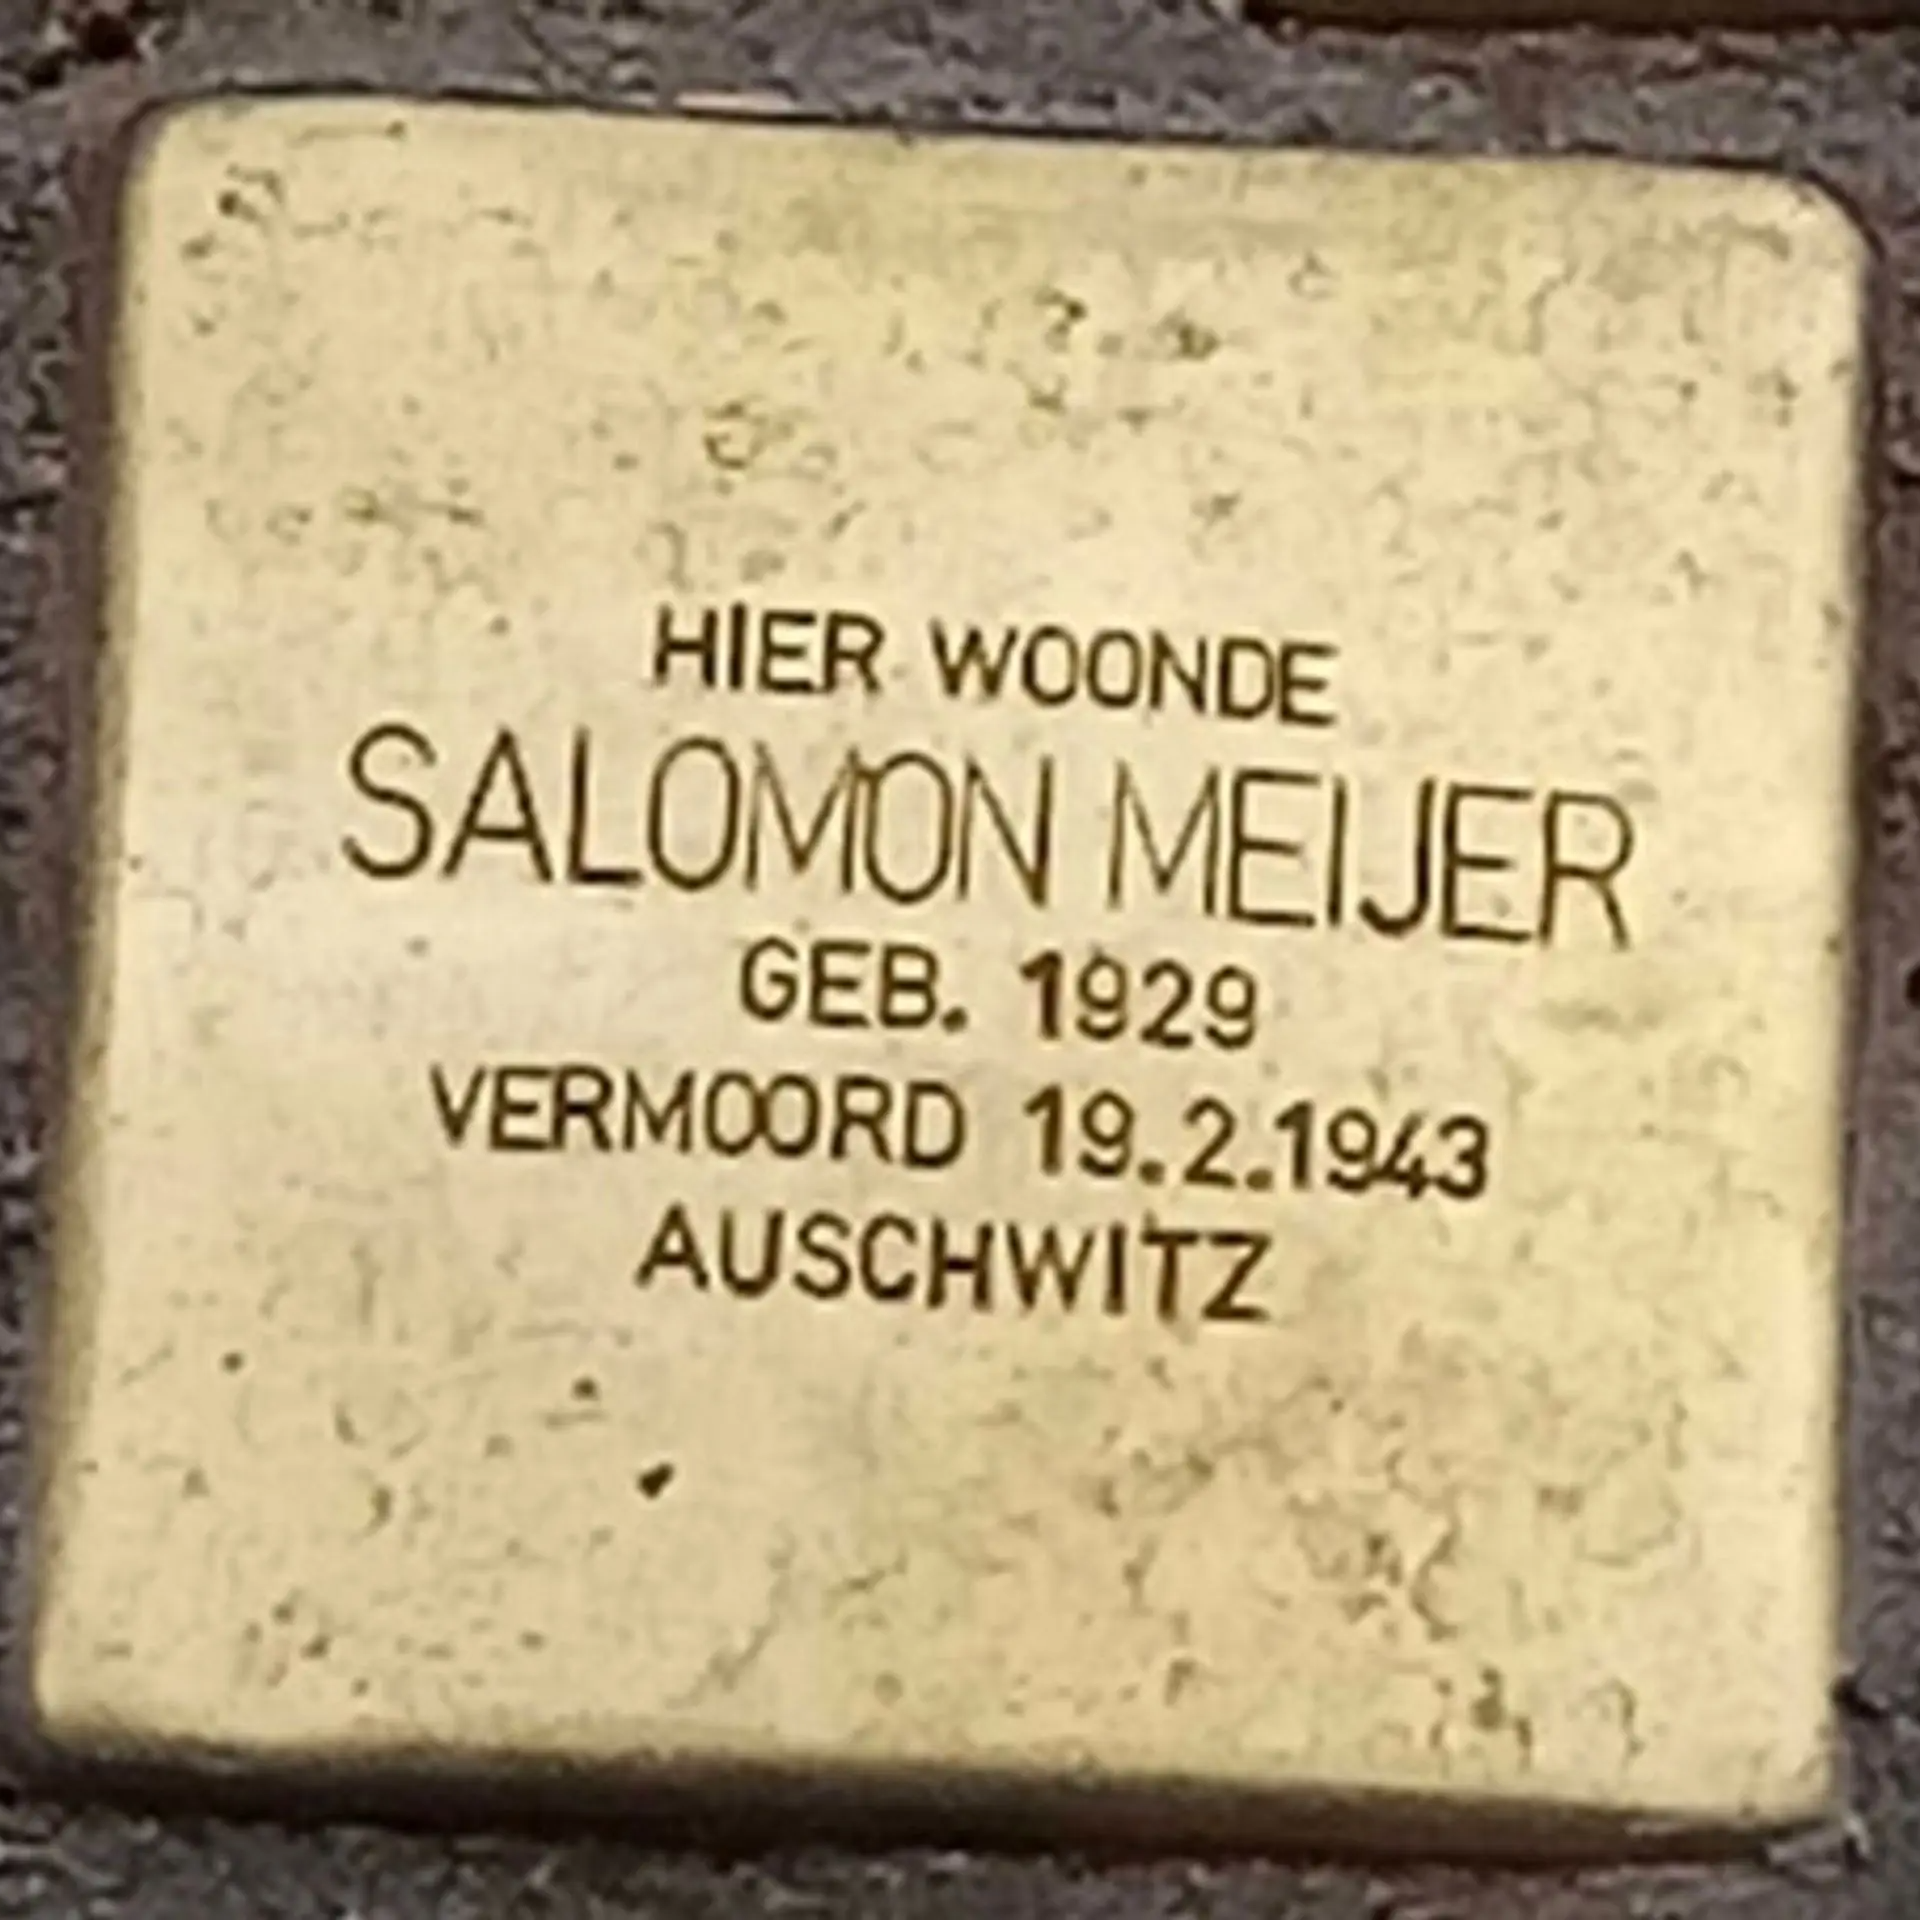 HIER WOONDE
SALOMON MEIJER
GEB. 1929
VERMOORD 19.2.1943
AUSCHWITZ